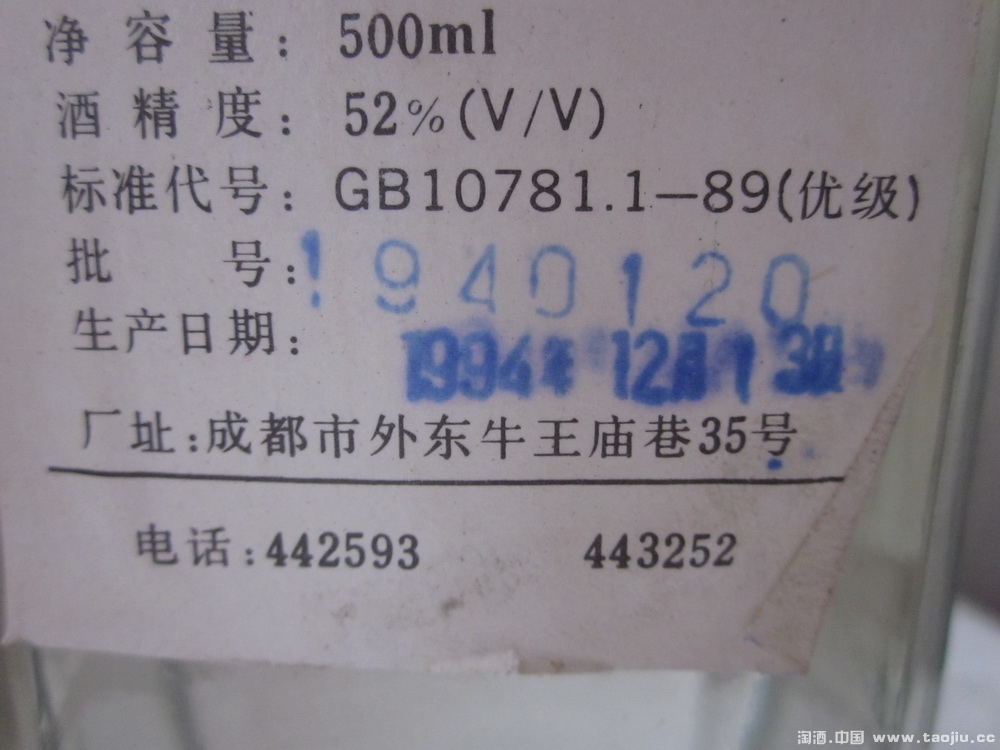 净容量：500ml
酒精度：52%(V/V)
标准代号：GB10781.1—89(优级)
批号：1940120
生产日期：1994年12月13日
厂址：成都市外东牛王庙巷35号
电话：442593 443252
淘酒.中国 www.taojiu.cc